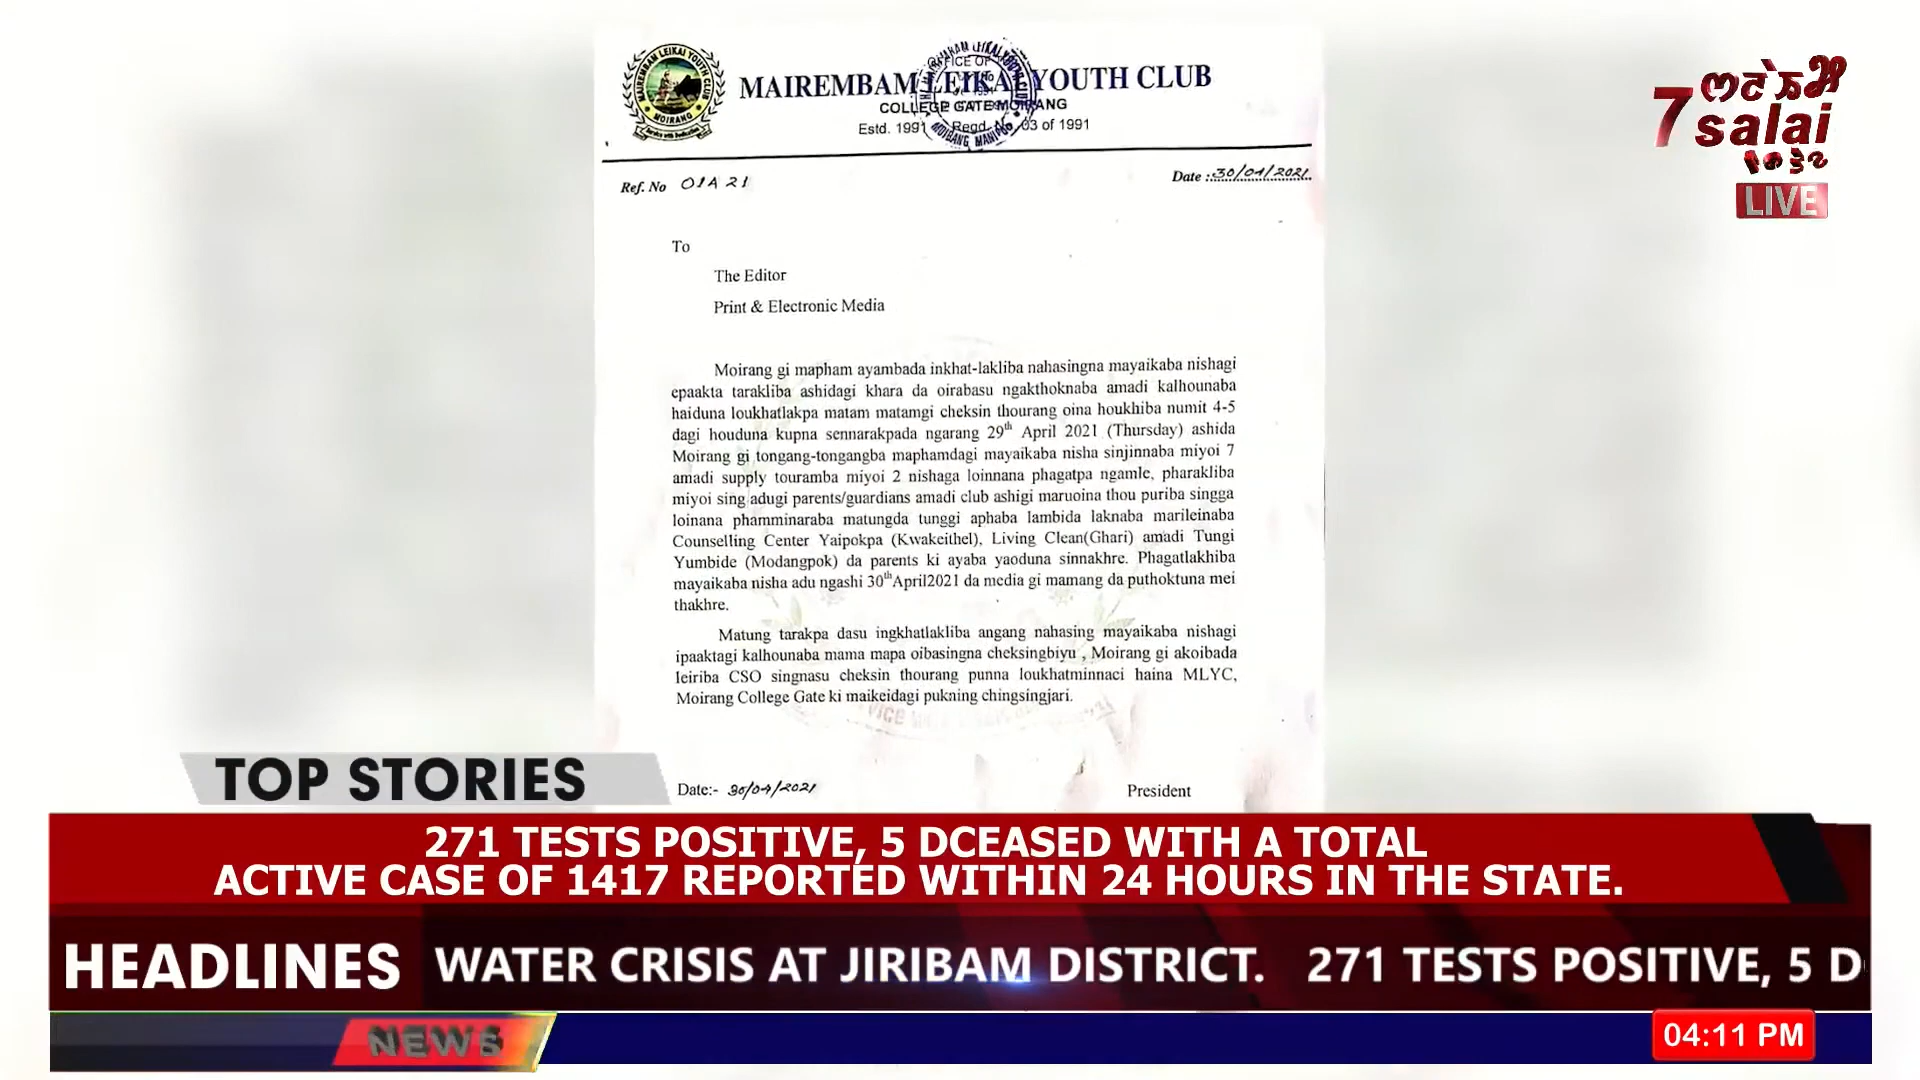 MAIREMBAM LEIKAI YOUTH CLUB
COLLEGE GATE MOIRANG
Estd. 1991 Regd. No. 03 of 1991
Ref. No 01A 21
Date : 30/04/2021
To
The Editor
Print & Electronic Media
Moirang gi mapham ayambada inkhat-lakliba nahasingna mayaikaba nishagi
epaakta tarakliba ashidagi khara da oirabasu ngakthoknaba amadi kalhounaba
haiduna loukhatlakpa matam matamgi cheksin thourang oina houkhiba numit 4-5
dagi houduna kupna sennarakpada ngarang 29th April 2021 (Thursday) ashida
Moirang gi tongang-tongangba maphamdagi mayaikaba nisha sinjinnaba miyoi 7
amadi supply touramba miyoi 2 nishaga loinnana phagatpa ngamle, pharakliba
miyoi sing adugi parents/guardians amadi club ashigi maruoina thou puriba singga
loinana phamminaraba matungda tunggi aphaba lambida laknaba marileinaba
Counselling Center Yaipokpa (Kwakeithel), Living Clean(Ghari) amadi Tungi
Yumbide (Modangpok) da parents ki ayaba yaoduna sinnakhre. Phagatlakhiba
mayaikaba nisha adu ngashi 30thApril2021 da media gi mamang da puthoktuna mei
thakhre.
Matung tarakpa dasu ingkhatlakliba angang nahasing mayaikaba nishagi
ipaaktagi kalhounaba mama mapa oibasingna cheksingbiyu , Moirang gi akoibada
leiriba CSO singnasu cheksin thourang punna loukhatminnaci haina MLYC,
Moirang College Gate ki maikeidagi pukning chingsingjari.
Date:- 30/04/2021
President
7 salai
LIVE
TOP STORIES
271 TESTS POSITIVE, 5 DCEASED WITH A TOTAL
ACTIVE CASE OF 1417 REPORTED WITHIN 24 HOURS IN THE STATE.
HEADLINES
WATER CRISIS AT JIRIBAM DISTRICT. 271 TESTS POSITIVE, 5 D
NEWS
04:11 PM